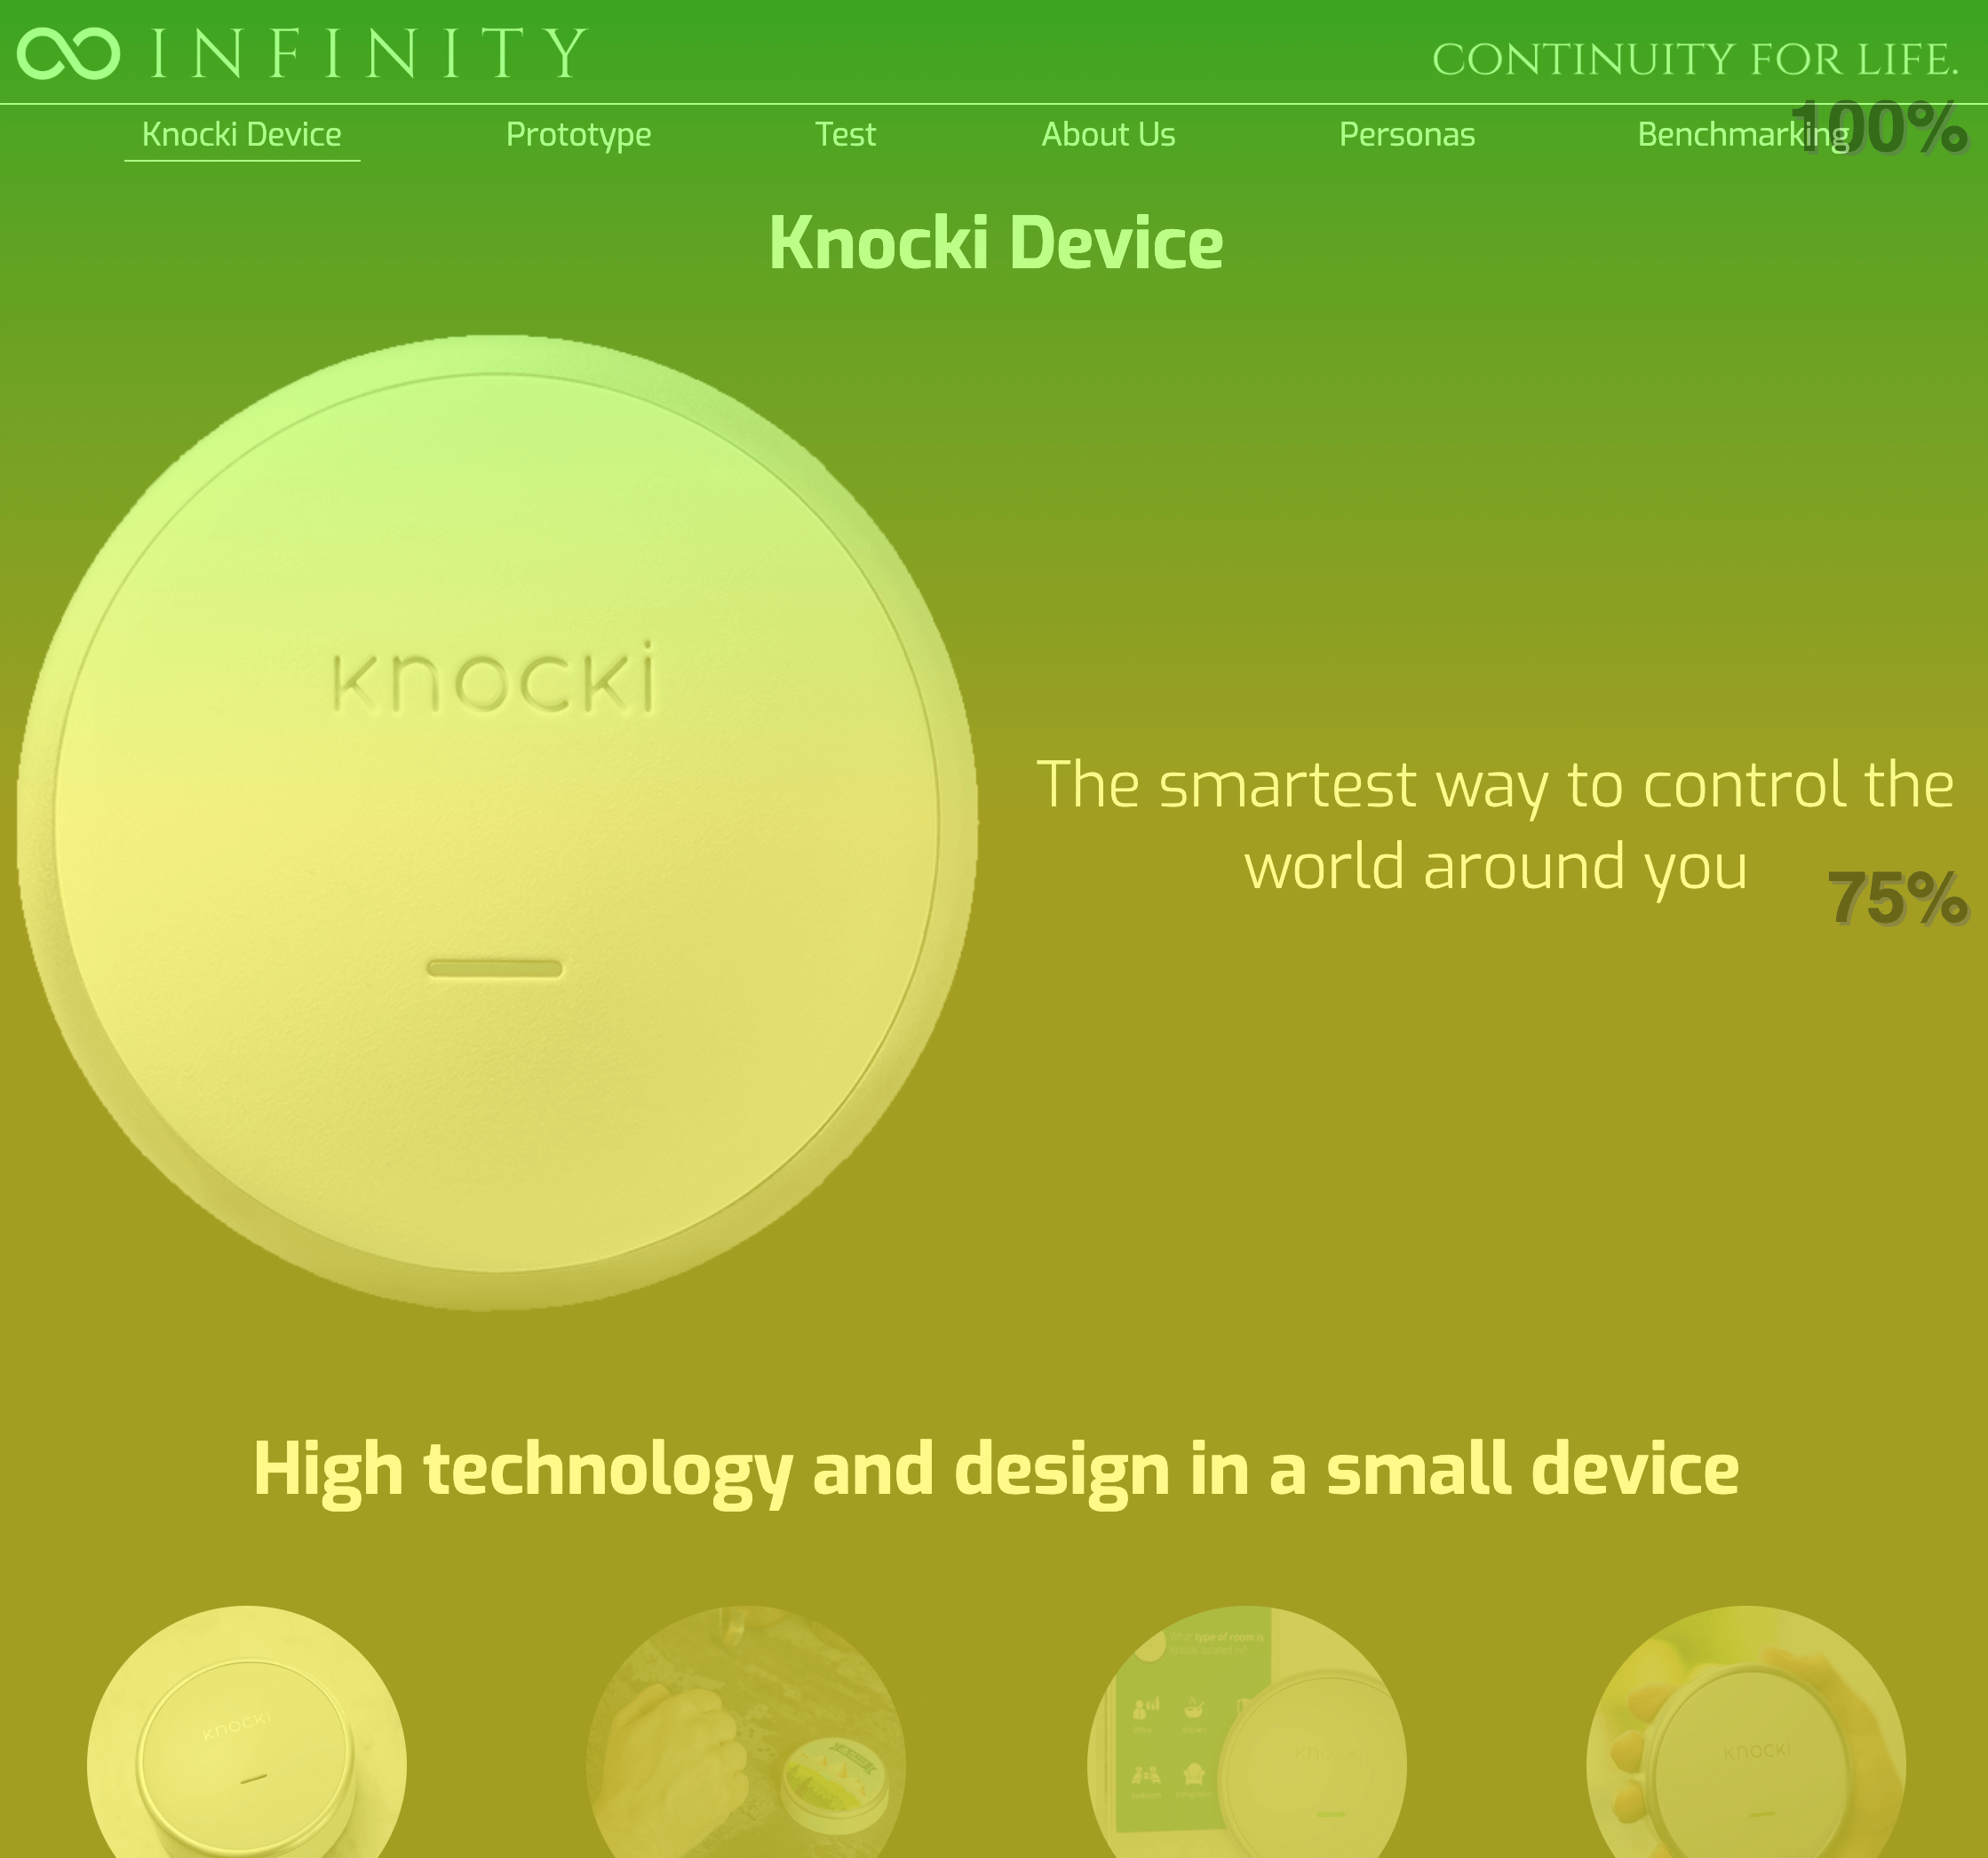 INFINITY
CONTINUITY FOR LIFE.
100%
Knocki Device
Prototype
Test
About Us
Personas
Benchmarking
Knocki Device
knocki
The smartest way to control the
world around you
75%
High technology and design in a small device
knocki
What type of room is
knocki
knocki